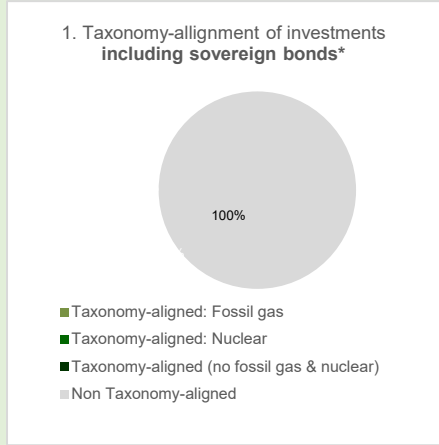 1. Taxonomy-allignment of investments
including sovereign bonds*
100%
Taxonomy-aligned: Fossil gas
Taxonomy-aligned: Nuclear
Taxonomy-aligned (no fossil gas & nuclear)
Non Taxonomy-aligned